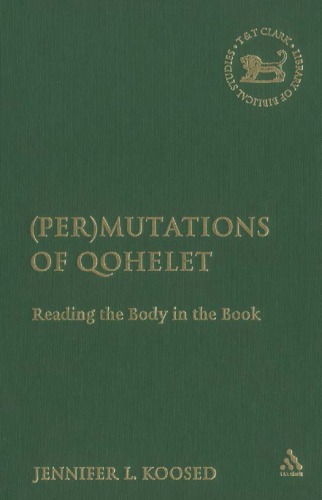 T&T CLARK
LIBRARY OF BIBLICAL STUDIES
(PER)MUTATIONS
OF QOHELET
Reading the Body in the Book
JENNIFER L. KOOSED